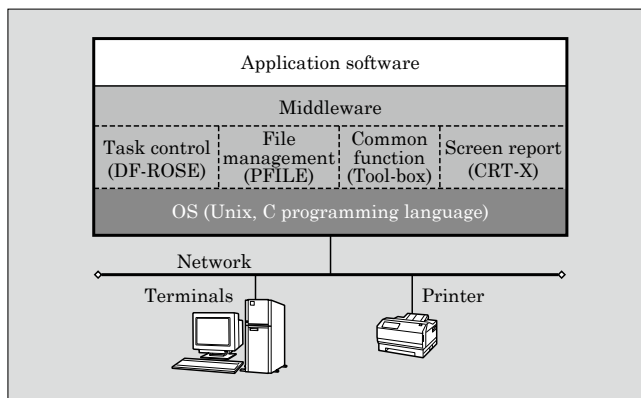 Application software
Middleware
Task control
(DF-ROSE)
File
management
(PFILE)
Common
function
(Tool-box)
Screen report
(CRT-X)
OS (Unix, C programming language)
Network
Terminals
Printer